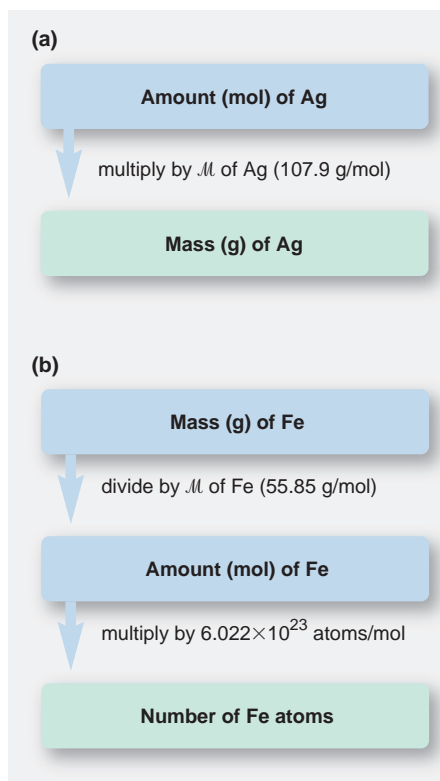 (a)
Amount (mol) of Ag
multiply by ℳ of Ag (107.9 g/mol)
Mass (g) of Ag
(b)
Mass (g) of Fe
divide by ℳ of Fe (55.85 g/mol)
Amount (mol) of Fe
multiply by 6.022×10²³ atoms/mol
Number of Fe atoms